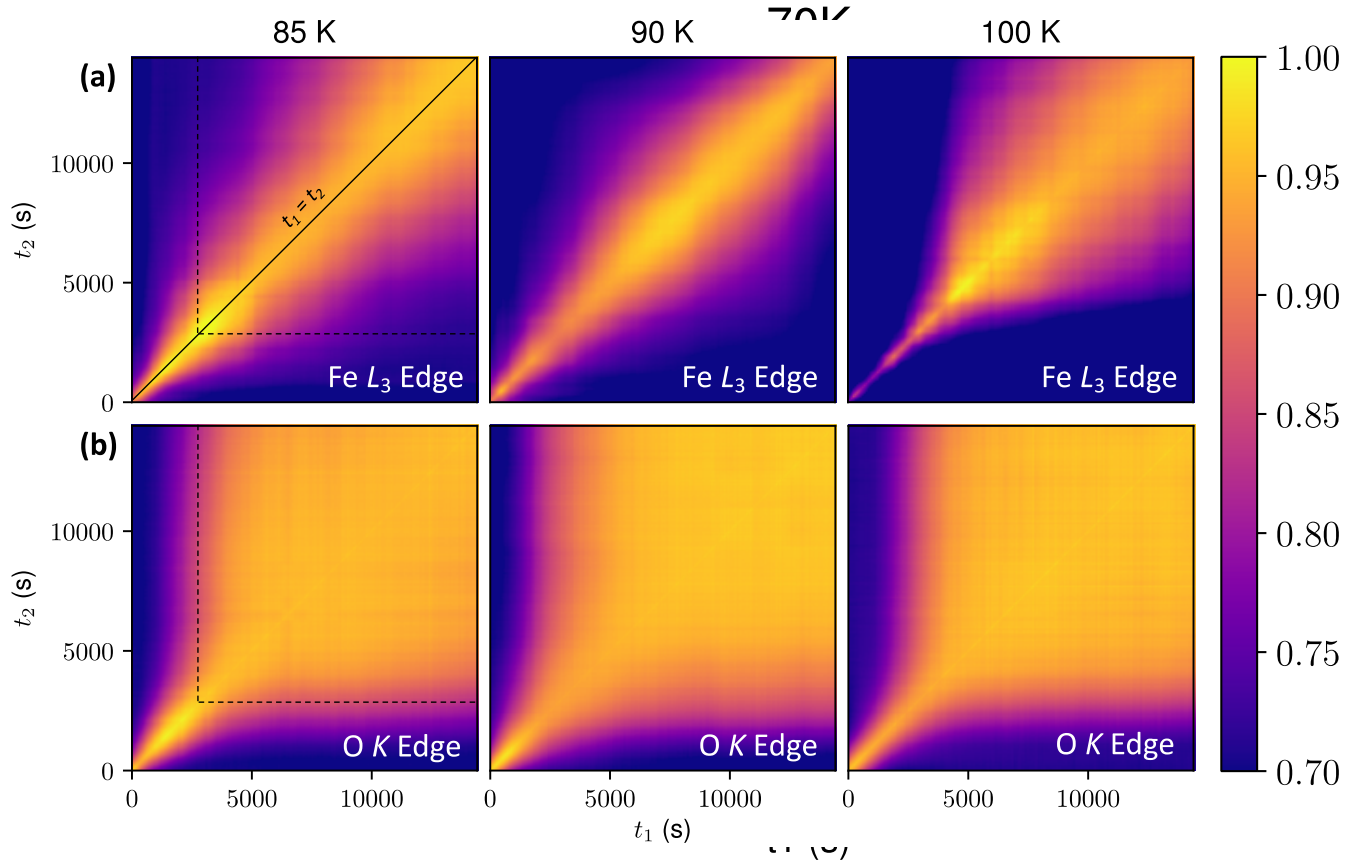 85 K 90 K 100 K
(a)
t₂ (s)
10000
5000
0
t₁ = t₂
Fe L₃ Edge Fe L₃ Edge Fe L₃ Edge
(b)
t₂ (s)
10000
5000
0
O K Edge O K Edge O K Edge
0 5000 10000 0 5000 10000 0 5000 10000
t₁ (s)
1.00
0.95
0.90
0.85
0.80
0.75
0.70